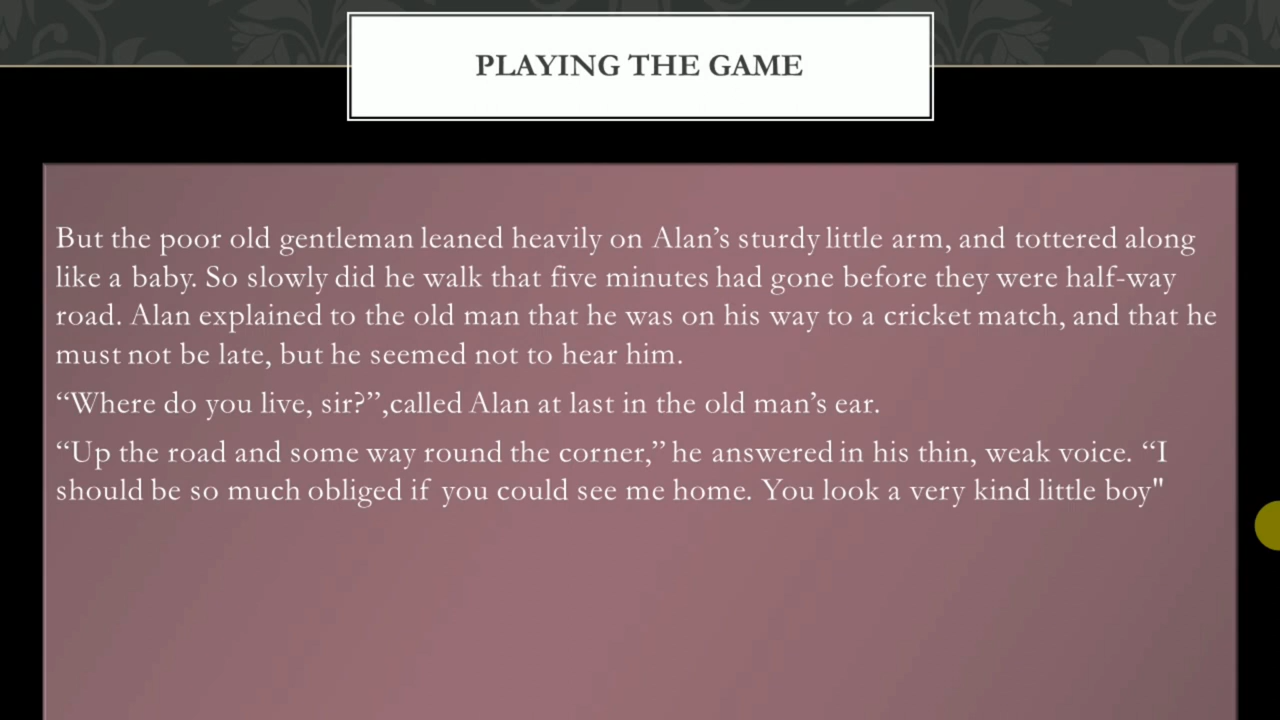 PLAYING THE GAME
But the poor old gentleman leaned heavily on Alan’s sturdy little arm, and tottered along
like a baby. So slowly did he walk that five minutes had gone before they were half-way
road. Alan explained to the old man that he was on his way to a cricket match, and that he
must not be late, but he seemed not to hear him.
“Where do you live, sir?”,called Alan at last in the old man’s ear.
“Up the road and some way round the corner,” he answered in his thin, weak voice. “I
should be so much obliged if you could see me home. You look a very kind little boy"